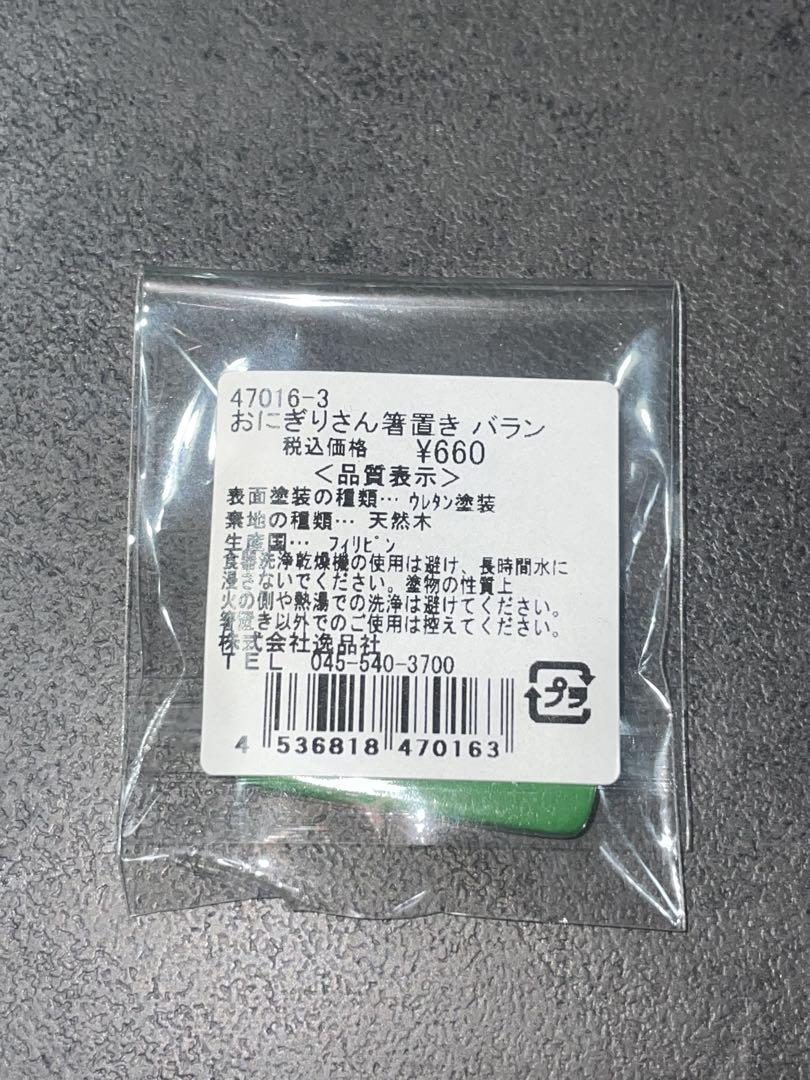 47016-3
おにぎりさん箸置き バラン
税込価格 ¥660
＜品質表示＞
表面塗装の種類… ウレタン塗装
素地の種類… 天然木
生産国… フィリピン
食器洗浄乾燥機の使用は避け、長時間水に
浸さないでください。塗物の性質上
火の側や熱湯での洗浄は避けてください。
箸置き以外でのご使用は控えてください。
株式会社逸品社
TEL 045-540-3700
プラ
4 536818 470163